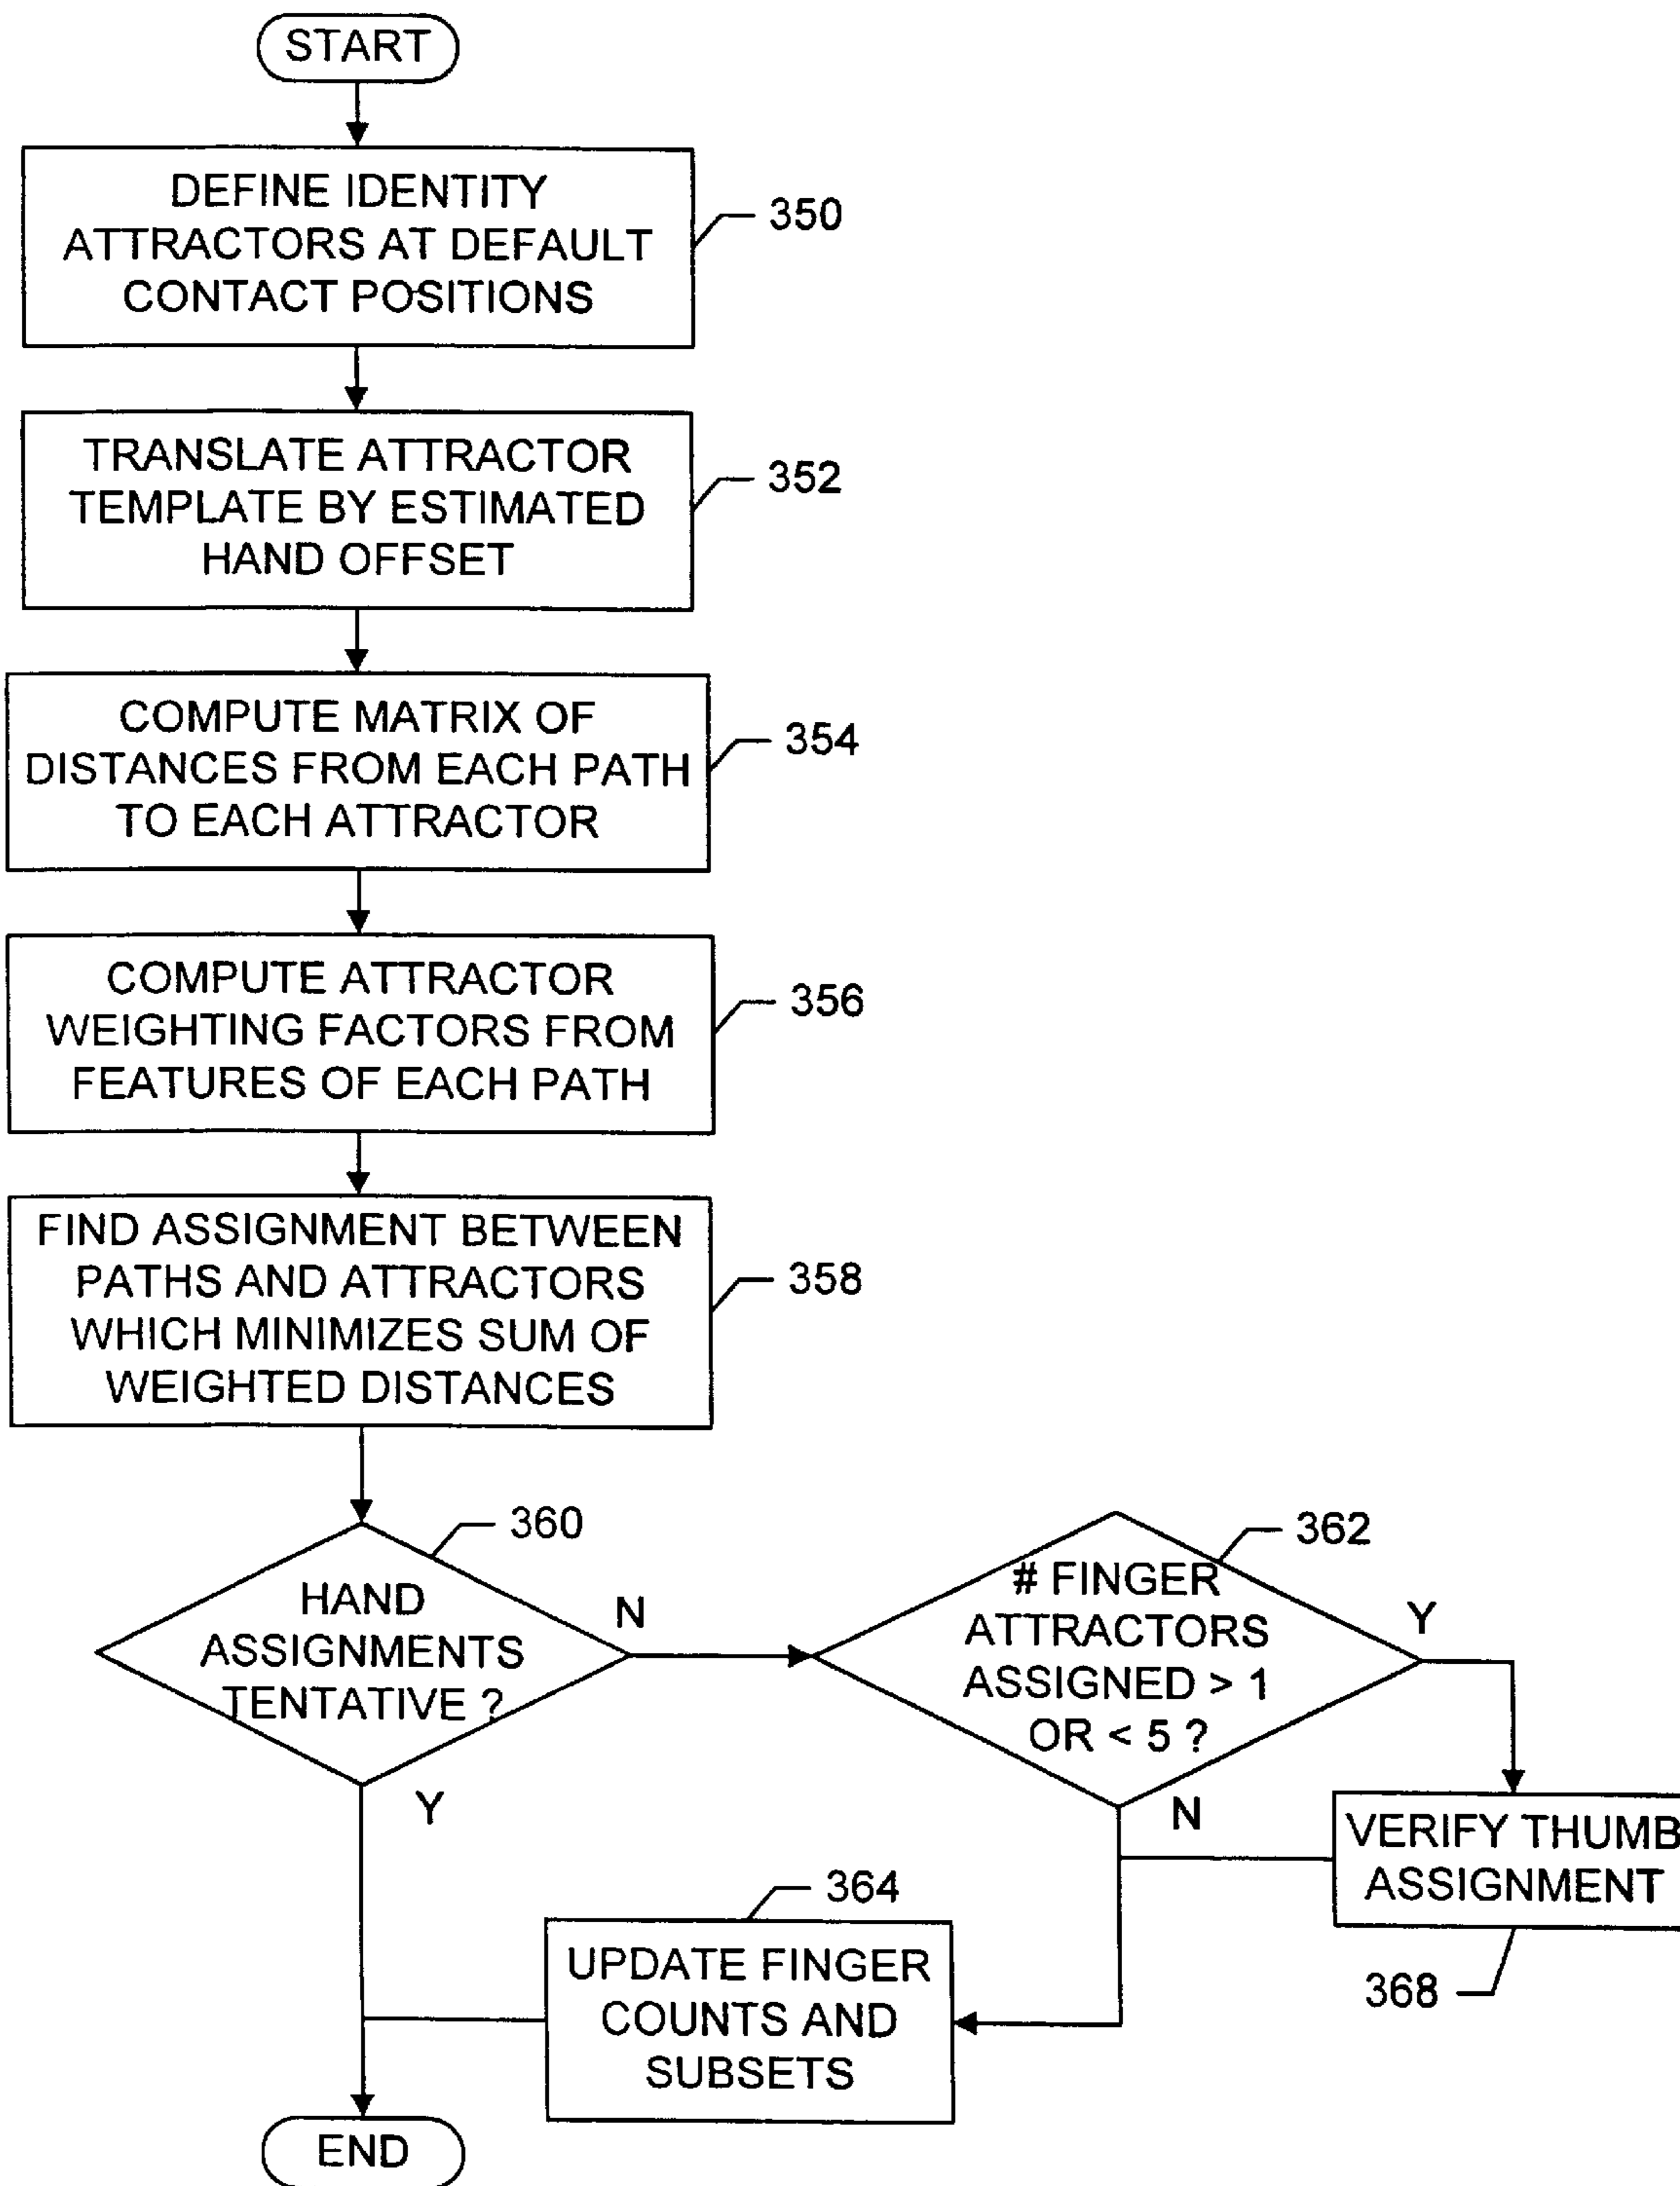 START
DEFINE IDENTITY
ATTRACTORS AT DEFAULT
CONTACT POSITIONS
350
TRANSLATE ATTRACTOR
TEMPLATE BY ESTIMATED
HAND OFFSET
352
COMPUTE MATRIX OF
DISTANCES FROM EACH PATH
TO EACH ATTRACTOR
354
COMPUTE ATTRACTOR
WEIGHTING FACTORS FROM
FEATURES OF EACH PATH
356
FIND ASSIGNMENT BETWEEN
PATHS AND ATTRACTORS
WHICH MINIMIZES SUM OF
WEIGHTED DISTANCES
358
360
HAND
ASSIGNMENTS
TENTATIVE ?
N
Y
362
# FINGER
ATTRACTORS
ASSIGNED > 1
OR < 5 ?
Y
N
VERIFY THUMB
ASSIGNMENT
368
364
UPDATE FINGER
COUNTS AND
SUBSETS
END